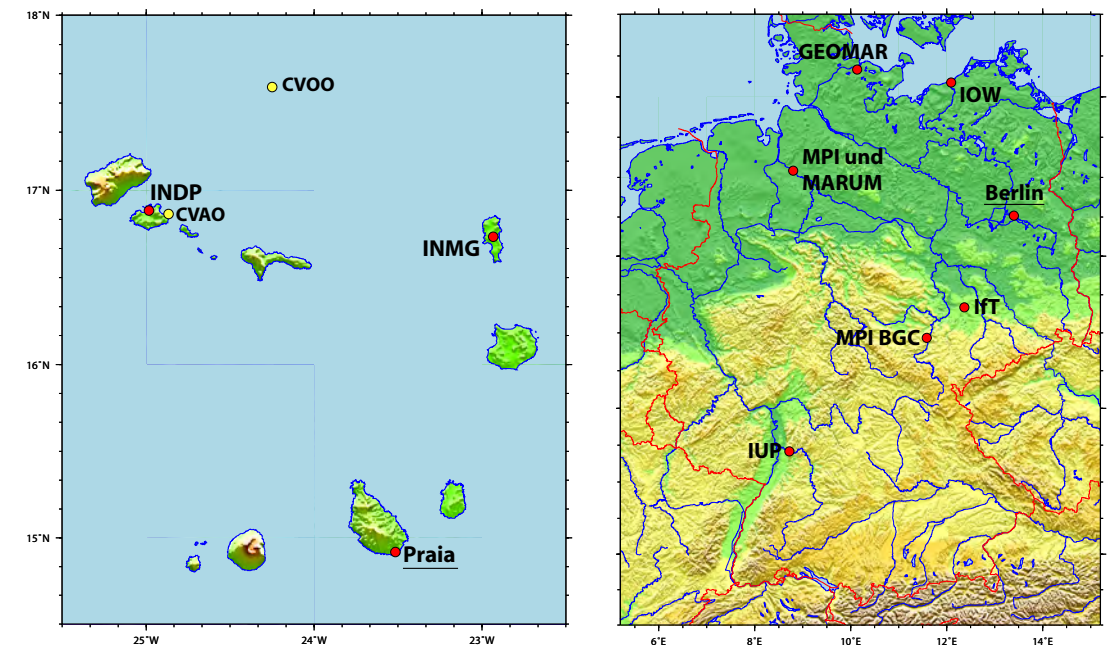 18°N
17°N
16°N
15°N
25°W
24°W
23°W
CVOO
INDP
CVAO
INMG
Praia
GEOMAR
IOW
MPI und
MARUM
Berlin
IfT
MPI BGC
IUP
6°E
8°E
10°E
12°E
14°E